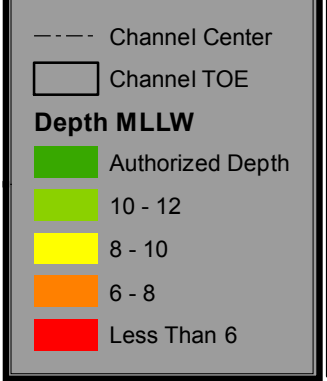 Channel Center
Channel TOE
Depth MLLW
Authorized Depth
10 - 12
8 - 10
6 - 8
Less Than 6